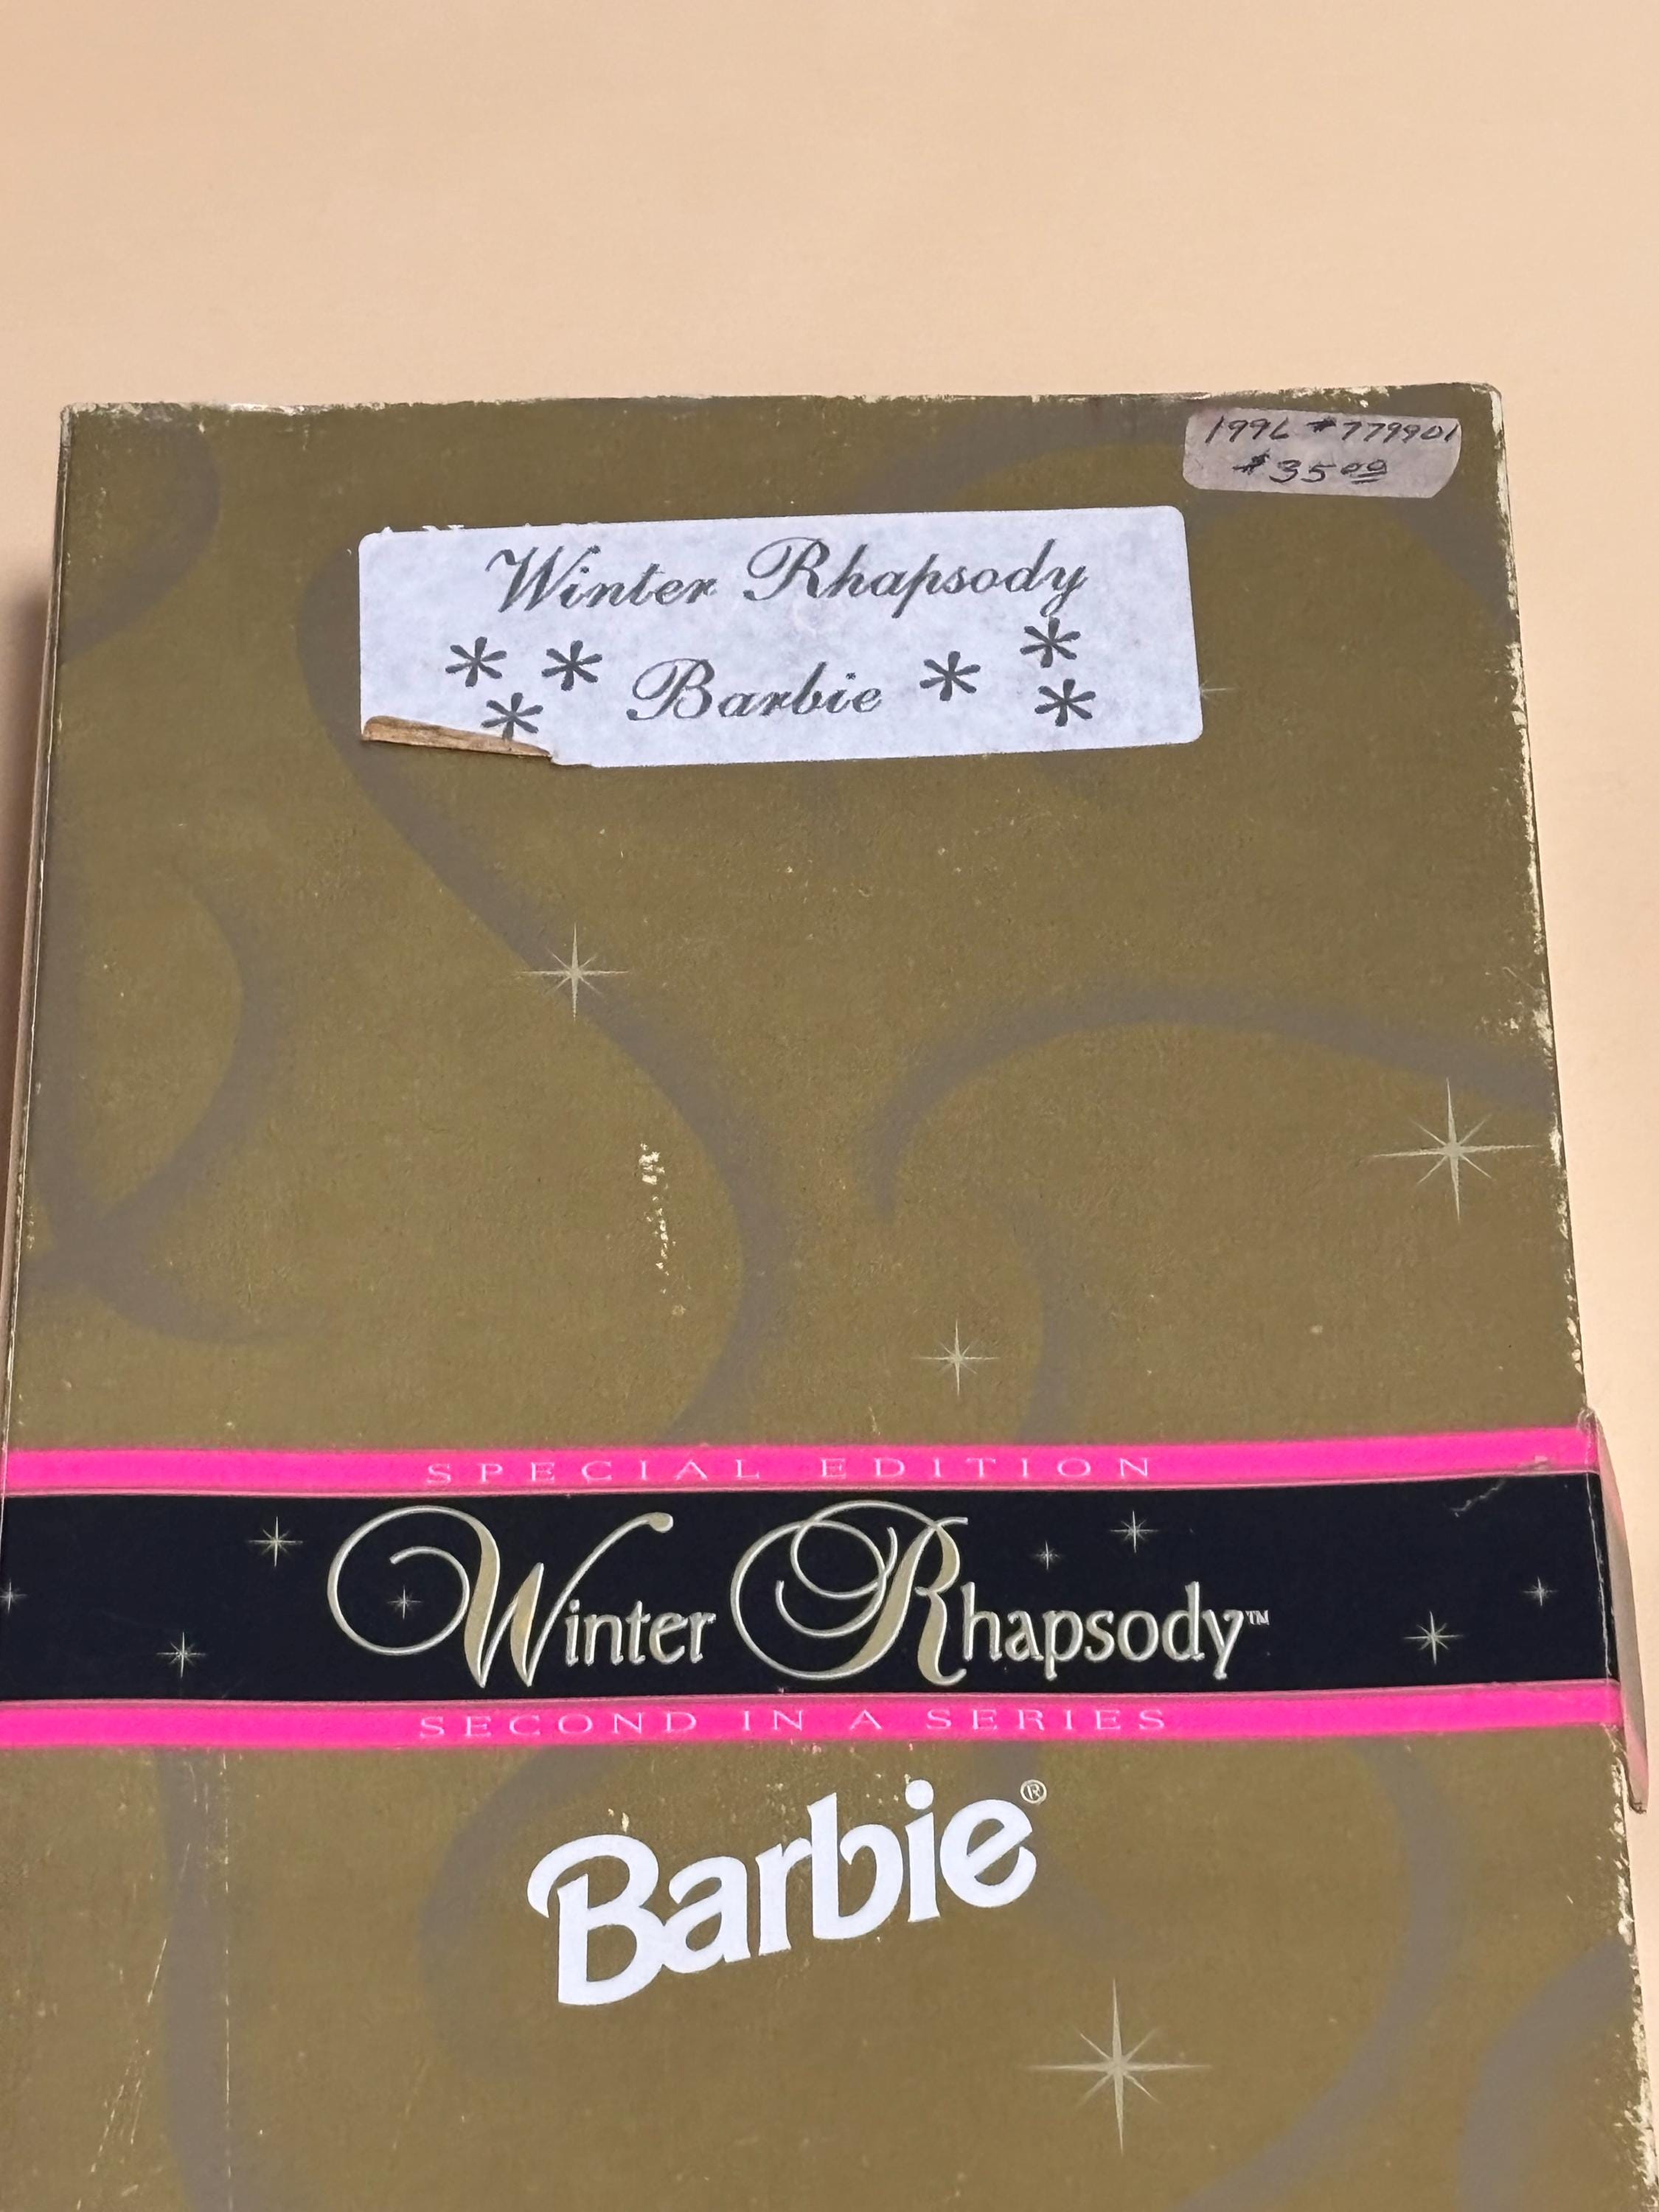 1996 #779901
$35.00
Winter Rhapsody
Barbie
SPECIAL EDITION
Winter Rhapsody™
SECOND IN A SERIES
Barbie®